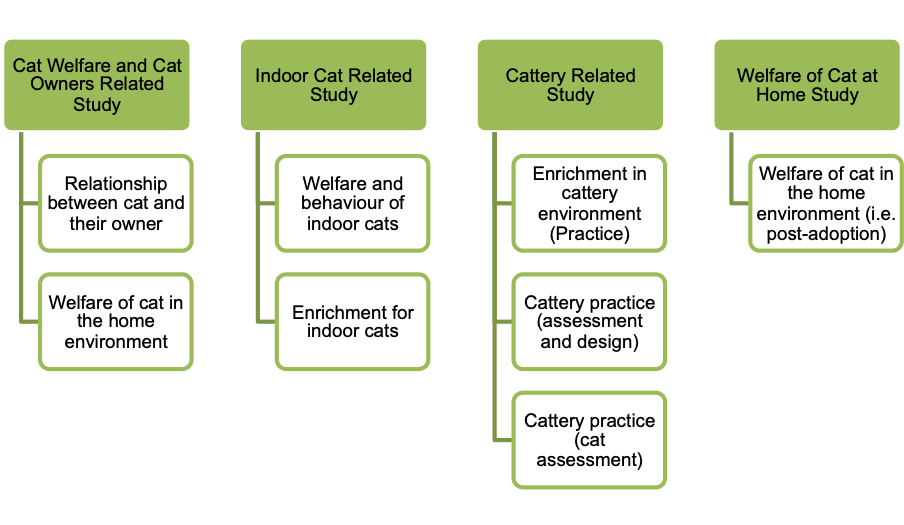 Cat Welfare and Cat
Owners Related
Study
Relationship
between cat and
their owner
Welfare of cat in
the home
environment
Indoor Cat Related
Study
Welfare and
behaviour of
indoor cats
Enrichment for
indoor cats
Cattery Related
Study
Enrichment in
cattery
environment
(Practice)
Cattery practice
(assessment
and design)
Cattery practice
(cat
assessment)
Welfare of Cat at
Home Study
Welfare of cat in
the home
environment (i.e.
post-adoption)